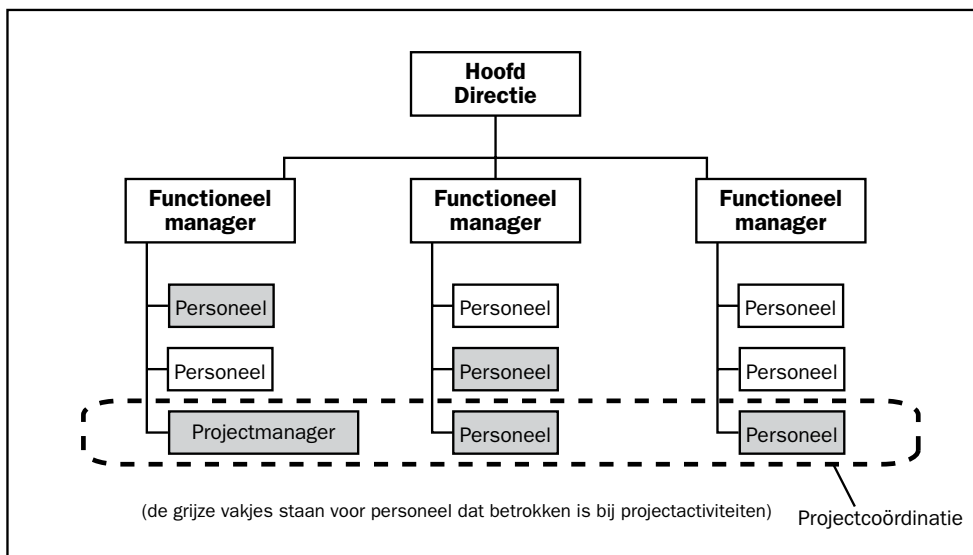 Hoofd
Directie
Functioneel
manager
Functioneel
manager
Functioneel
manager
Personeel
Personeel
Personeel
Personeel
Personeel
Personeel
Projectmanager
Personeel
Personeel
(de grijze vakjes staan voor personeel dat betrokken is bij projectactiviteiten)
Projectcoördinatie